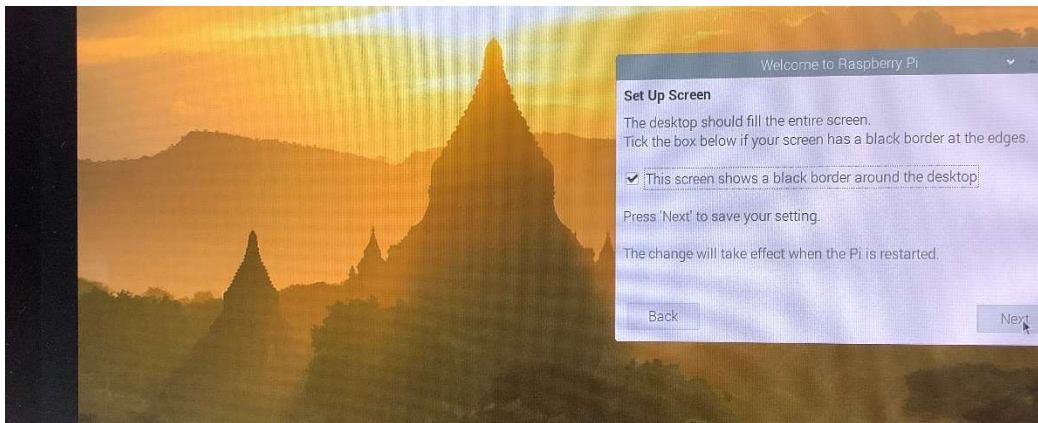 Welcome to Raspberry Pi
Set Up Screen
The desktop should fill the entire screen.
Tick the box below if your screen has a black border at the edges.
This screen shows a black border around the desktop
Press 'Next' to save your setting.
The change will take effect when the Pi is restarted.
Back
Next